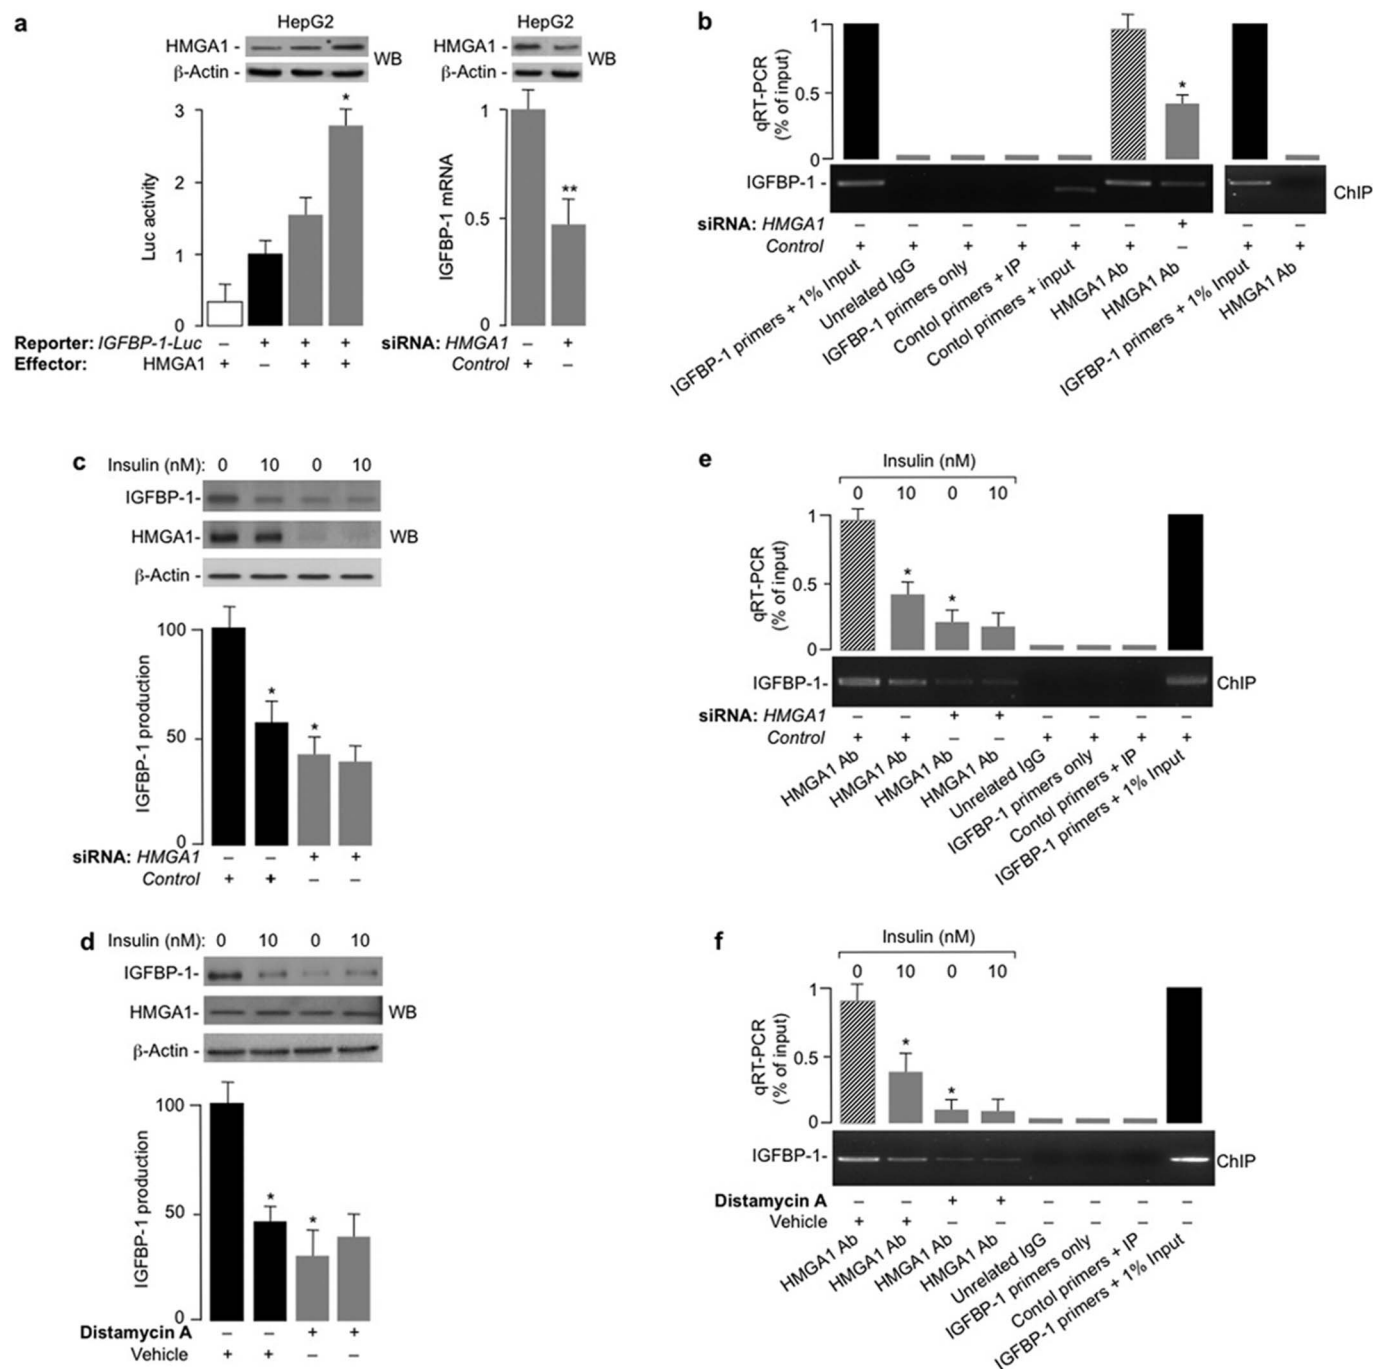 a
HepG2
HMGA1 -
β-Actin -
WB
3
2
1
0
Luc activity
*
Reporter: IGFBP-1-Luc – + + +
Effector: HMGA1 + – + +
HepG2
HMGA1 -
β-Actin -
WB
1
0.5
0
IGFBP-1 mRNA
**
siRNA: HMGA1 – +
Control + –
b
1
0.5
0
qRT-PCR
(% of input)
*
IGFBP-1 -
ChIP
siRNA: HMGA1 – – – – – – + – –
Control + + + + + + – + +
IGFBP-1 primers + 1% Input
Unrelated IgG
IGFBP-1 primers only
Contol primers + IP
Contol primers + input
HMGA1 Ab
HMGA1 Ab
IGFBP-1 primers + 1% Input
HMGA1 Ab
c
Insulin (nM): 0 10 0 10
IGFBP-1-
HMGA1-
WB
β-Actin -
100
50
0
IGFBP-1 production
* *
siRNA: HMGA1 – – + +
Control + + – –
e
Insulin (nM)
0 10 0 10
1
0.5
0
qRT-PCR
(% of input)
* *
IGFBP-1-
ChIP
siRNA: HMGA1 – – + + – – – –
Control + + – – + + + +
HMGA1 Ab
HMGA1 Ab
HMGA1 Ab
HMGA1 Ab
Unrelated IgG
IGFBP-1 primers only
Contol primers + IP
IGFBP-1 primers + 1% Input
d
Insulin (nM): 0 10 0 10
IGFBP-1-
HMGA1-
WB
β-Actin -
100
50
0
IGFBP-1 production
* *
Distamycin A – – + +
Vehicle + + – –
f
Insulin (nM)
0 10 0 10
1
0.5
0
qRT-PCR
(% of input)
* *
IGFBP-1-
ChIP
Distamycin A – – + + – – – –
Vehicle + + – – – – – –
HMGA1 Ab
HMGA1 Ab
HMGA1 Ab
HMGA1 Ab
Unrelated IgG
IGFBP-1 primers only
Contol primers + IP
IGFBP-1 primers + 1% Input